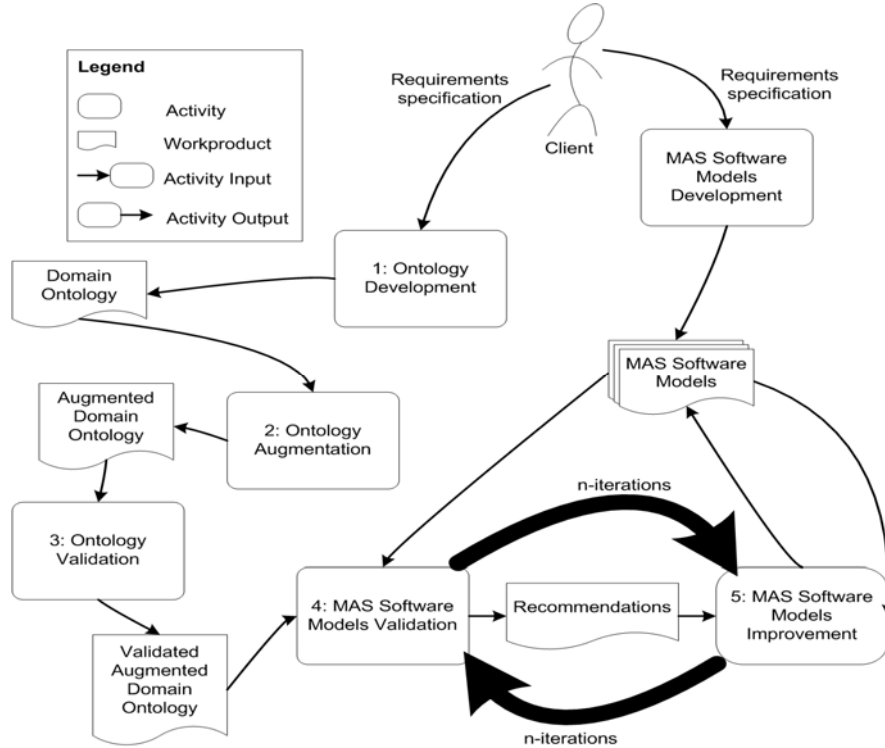 Legend
Activity
Workproduct
Activity Input
Activity Output
Requirements
specification
Client
Requirements
specification
MAS Software
Models
Development
1: Ontology
Development
Domain
Ontology
MAS Software
Models
Augmented
Domain
Ontology
2: Ontology
Augmentation
n-iterations
3: Ontology
Validation
4: MAS Software
Models Validation
Recommendations
5: MAS Software
Models
Improvement
Validated
Augmented
Domain
Ontology
n-iterations